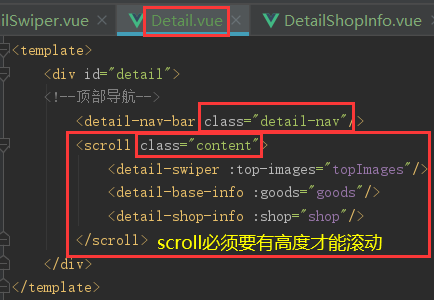 ilSwiper.vue × Detail.vue × DetailShopInfo.vue
<template>
<div id="detail">
<!--顶部导航-->
<detail-nav-bar class="detail-nav"/>
<scroll class="content">
<detail-swiper :top-images="topImages"/>
<detail-base-info :goods="goods"/>
<detail-shop-info :shop="shop"/>
</scroll> scroll必须要有高度才能滚动
</div>
</template>